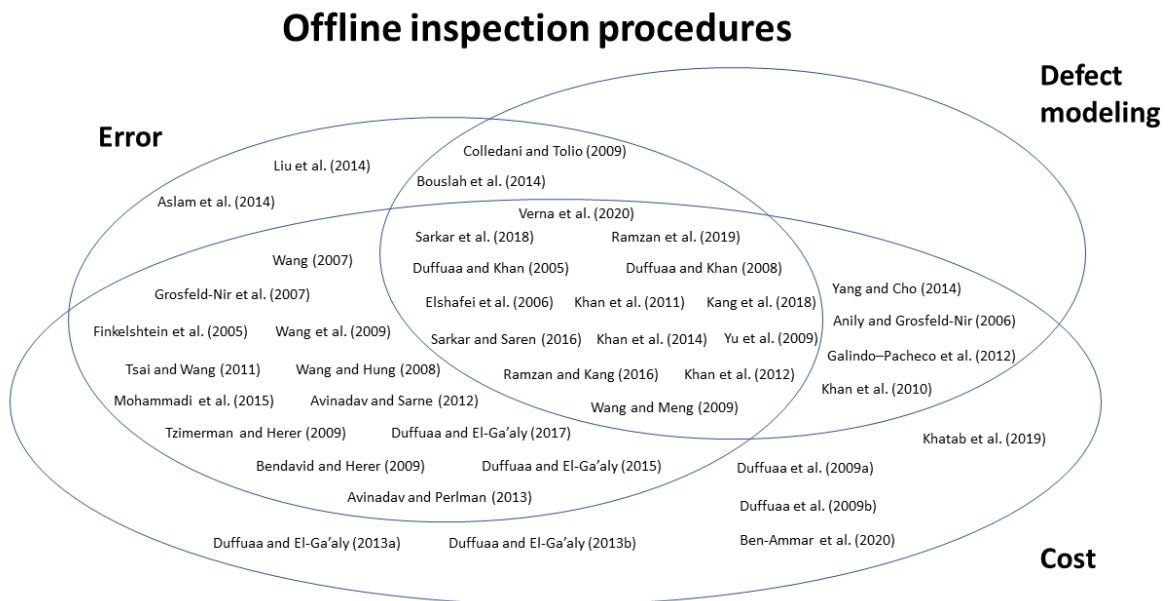 Offline inspection procedures
Defect
modeling
Error
Colledani and Tolio (2009)
Liu et al. (2014)
Bouslah et al. (2014)
Aslam et al. (2014)
Verna et al. (2020)
Sarkar et al. (2018)
Ramzan et al. (2019)
Wang (2007)
Duffuaa and Khan (2005)
Duffuaa and Khan (2008)
Yang and Cho (2014)
Grosfeld-Nir et al. (2007)
Elshafei et al. (2006)
Khan et al. (2011)
Kang et al. (2018)
Anily and Grosfeld-Nir (2006)
Finkelshtein et al. (2005)
Wang et al. (2009)
Sarkar and Saren (2016)
Khan et al. (2014)
Yu et al. (2009)
Galindo–Pacheco et al. (2012)
Tsai and Wang (2011)
Wang and Hung (2008)
Ramzan and Kang (2016)
Khan et al. (2012)
Khan et al. (2010)
Mohammadi et al. (2015)
Avinadav and Sarne (2012)
Wang and Meng (2009)
Tzimerman and Herer (2009)
Duffuaa and El-Ga’aly (2017)
Khatab et al. (2019)
Bendavid and Herer (2009)
Duffuaa and El-Ga’aly (2015)
Duffuaa et al. (2009a)
Avinadav and Perlman (2013)
Duffuaa et al. (2009b)
Duffuaa and El-Ga’aly (2013a)
Duffuaa and El-Ga’aly (2013b)
Ben-Ammar et al. (2020)
Cost